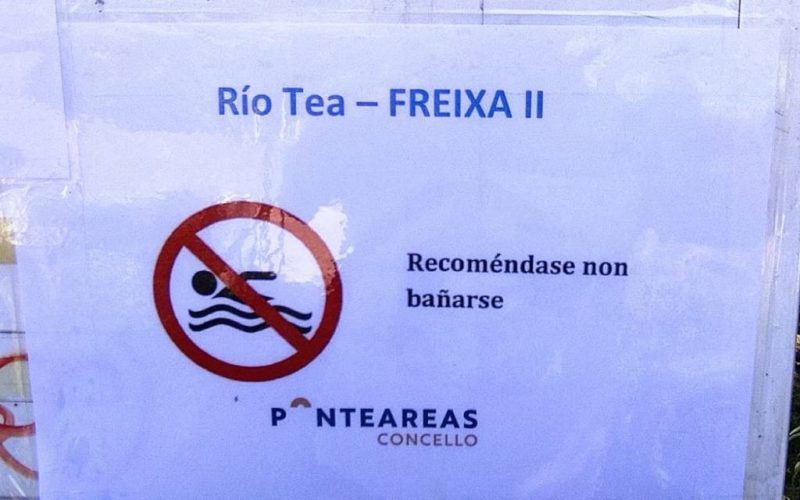 Río Tea – FREIXA II
Recoméndase non
bañarse
PONTEAREAS
CONCELLO